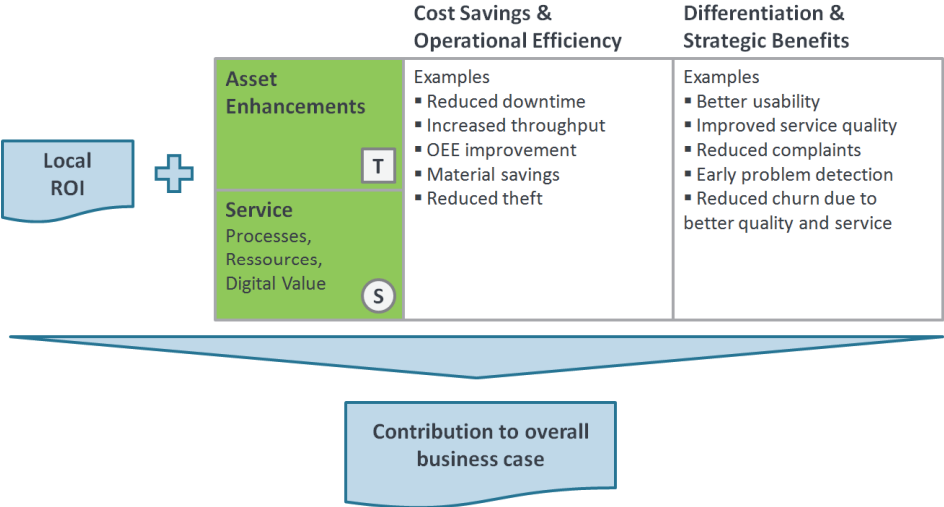 Cost Savings &
Operational Efficiency
Differentiation &
Strategic Benefits
Local
ROI
Asset
Enhancements
T
Service
Processes,
Ressources,
Digital Value
S
Examples
▪ Reduced downtime
▪ Increased throughput
▪ OEE improvement
▪ Material savings
▪ Reduced theft
Examples
▪ Better usability
▪ Improved service quality
▪ Reduced complaints
▪ Early problem detection
▪ Reduced churn due to
better quality and service
Contribution to overall
business case